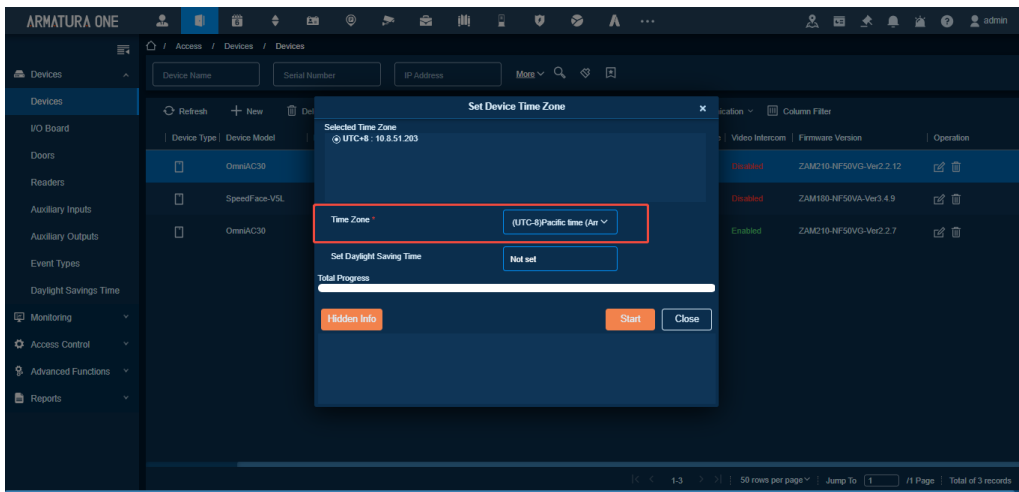 ARMATURA ONE
admin
/ Access / Devices / Devices
Devices
Device Name
Serial Number
IP Address
More
Devices
Refresh
New
Set Device Time Zone
×
Column Filter
I/O Board
Selected Time Zone
UTC+8 : 10.8.51.203
Device Type
Device Model
Video Intercom
Firmware Version
Operation
Doors
OmniAC30
Disabled
ZAM210-NF50VG-Ver2.2.12
Readers
SpeedFace-V5L
Disabled
ZAM180-NF50VA-Ver3.4.9
Auxiliary Inputs
Time Zone *
(UTC-8)Pacific time (Am
OmniAC30
Enabled
ZAM210-NF50VG-Ver2.2.7
Auxiliary Outputs
Set Daylight Saving Time
Not set
Event Types
Total Progress
Daylight Savings Time
Monitoring
Hidden Info
Start
Close
Access Control
Advanced Functions
Reports
1-3
50 rows per page
Jump To
1
/1 Page
Total of 3 records